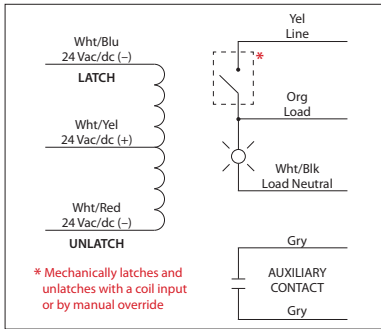 Wht/Blu
24 Vac/dc (–)
LATCH
Wht/Yel
24 Vac/dc (+)
Wht/Red
24 Vac/dc (–)
UNLATCH
* Mechanically latches and
unlatches with a coil input
or by manual override
Yel
Line
*
Org
Load
Wht/Blk
Load Neutral
Gry
AUXILIARY
CONTACT
Gry